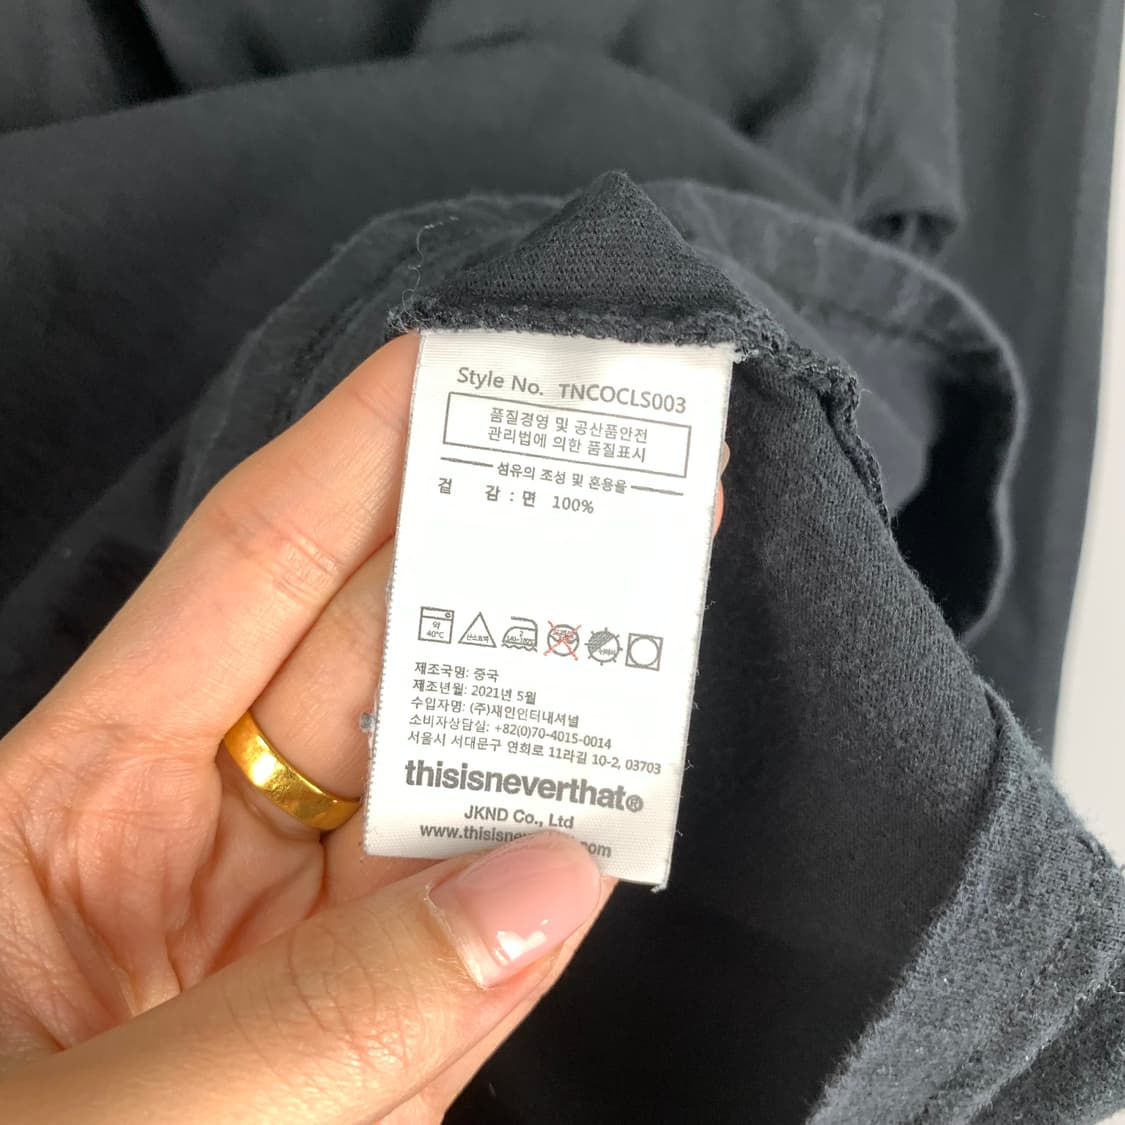 Style No. TNCOCLS003
품질경영 및 공산품안전
관리법에 의한 품질표시
섬유의 조성 및 혼용율
겉 감 : 면 100%
약
40℃
산소표백
제조국명: 중국
제조년월: 2021년 5월
수입자명: (주)재인인터내셔널
소비자상담실: +82(0)70-4015-0014
서울시 서대문구 연희로 11라길 10-2, 03703
thisisneverthat®
JKND Co., Ltd